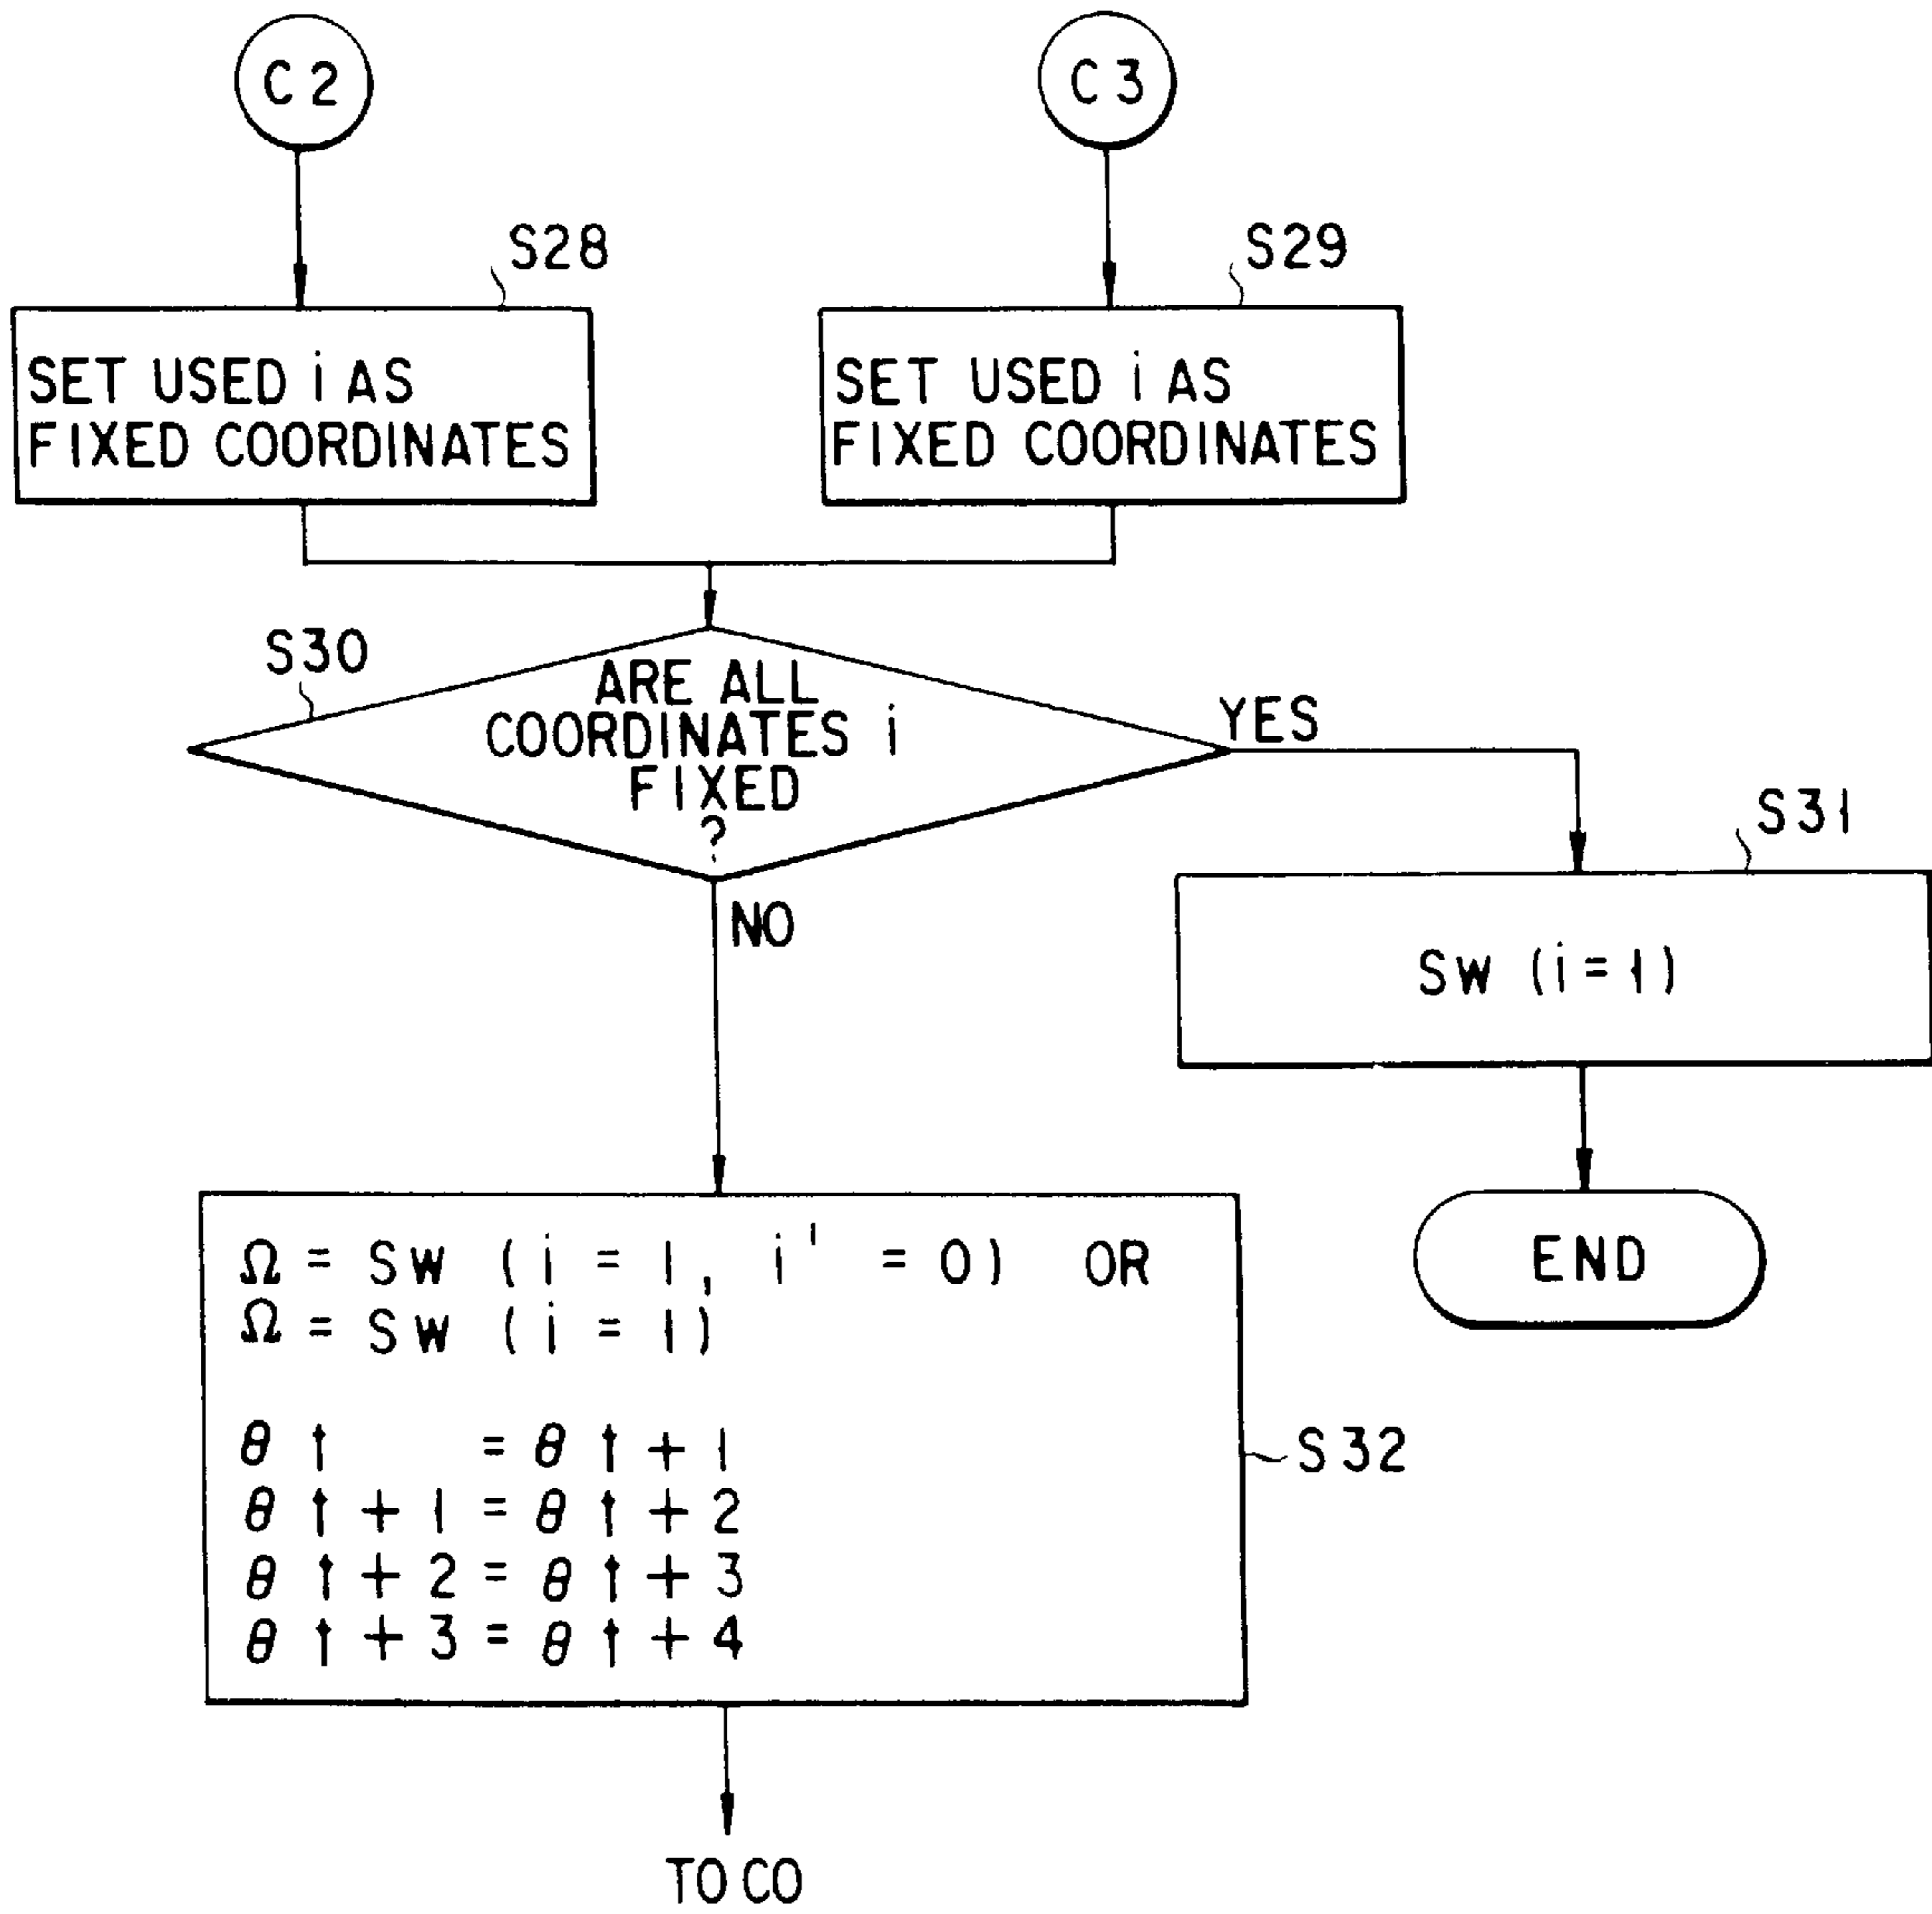 C2
C3
S28
S29
SET USED i AS
FIXED COORDINATES
SET USED i AS
FIXED COORDINATES
S30
ARE ALL
COORDINATES i
FIXED
?
YES
NO
S31
SW (i=1)
END
Ω = SW (i = 1, i' = 0) OR
Ω = SW (i = 1)
θ t = θ t + 1
θ t + 1 = θ t + 2
θ t + 2 = θ t + 3
θ t + 3 = θ t + 4
S32
TO CO